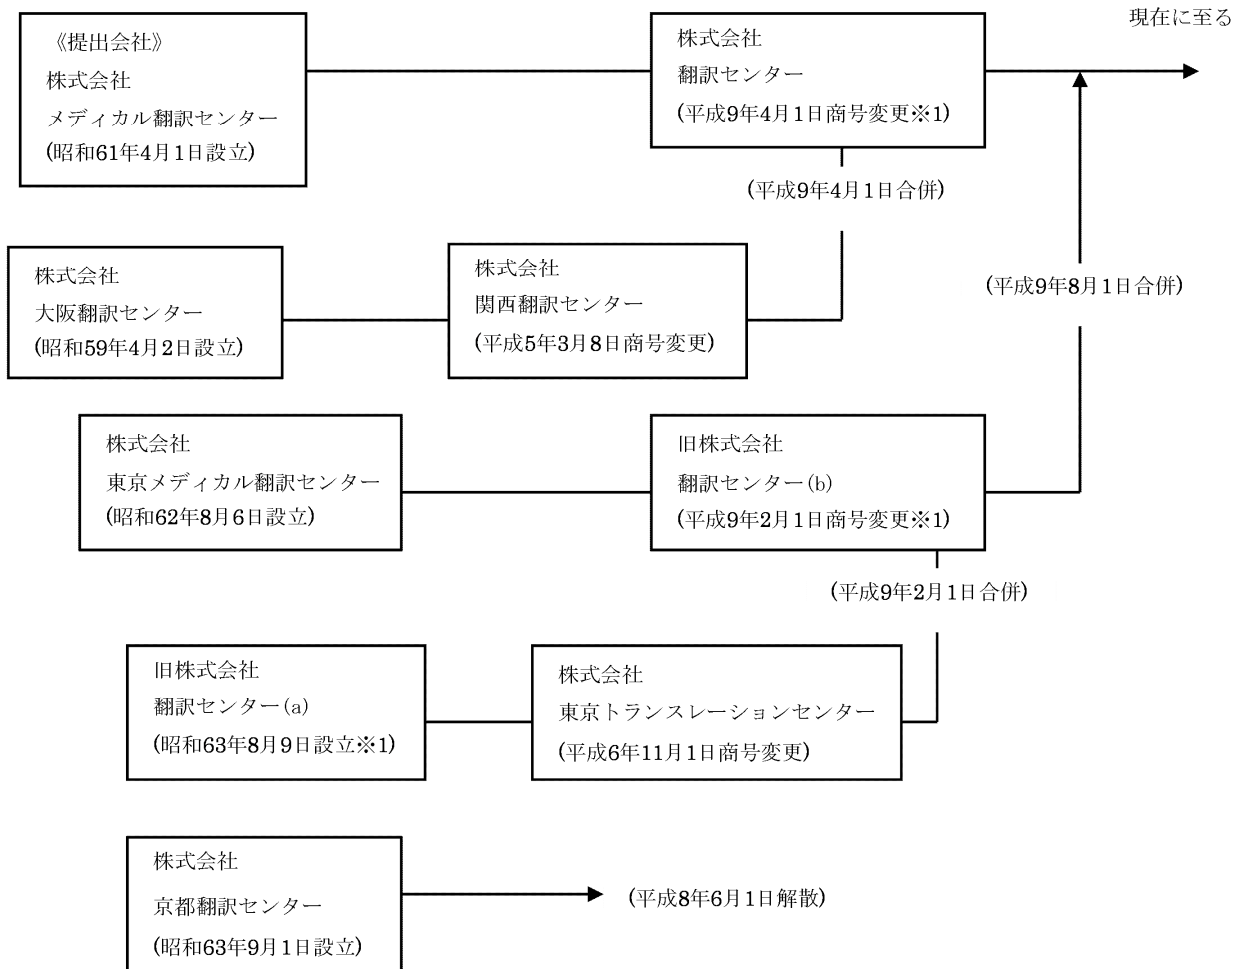 現在に至る
《提出会社》
株式会社
メディカル翻訳センター
(昭和61年4月1日設立)
株式会社
翻訳センター
(平成9年4月1日商号変更※1)
(平成9年4月1日合併)
株式会社
大阪翻訳センター
(昭和59年4月2日設立)
株式会社
関西翻訳センター
(平成5年3月8日商号変更)
(平成9年8月1日合併)
株式会社
東京メディカル翻訳センター
(昭和62年8月6日設立)
旧株式会社
翻訳センター(b)
(平成9年2月1日商号変更※1)
(平成9年2月1日合併)
旧株式会社
翻訳センター(a)
(昭和63年8月9日設立※1)
株式会社
東京トランスレーションセンター
(平成6年11月1日商号変更)
株式会社
京都翻訳センター
(昭和63年9月1日設立)
(平成8年6月1日解散)